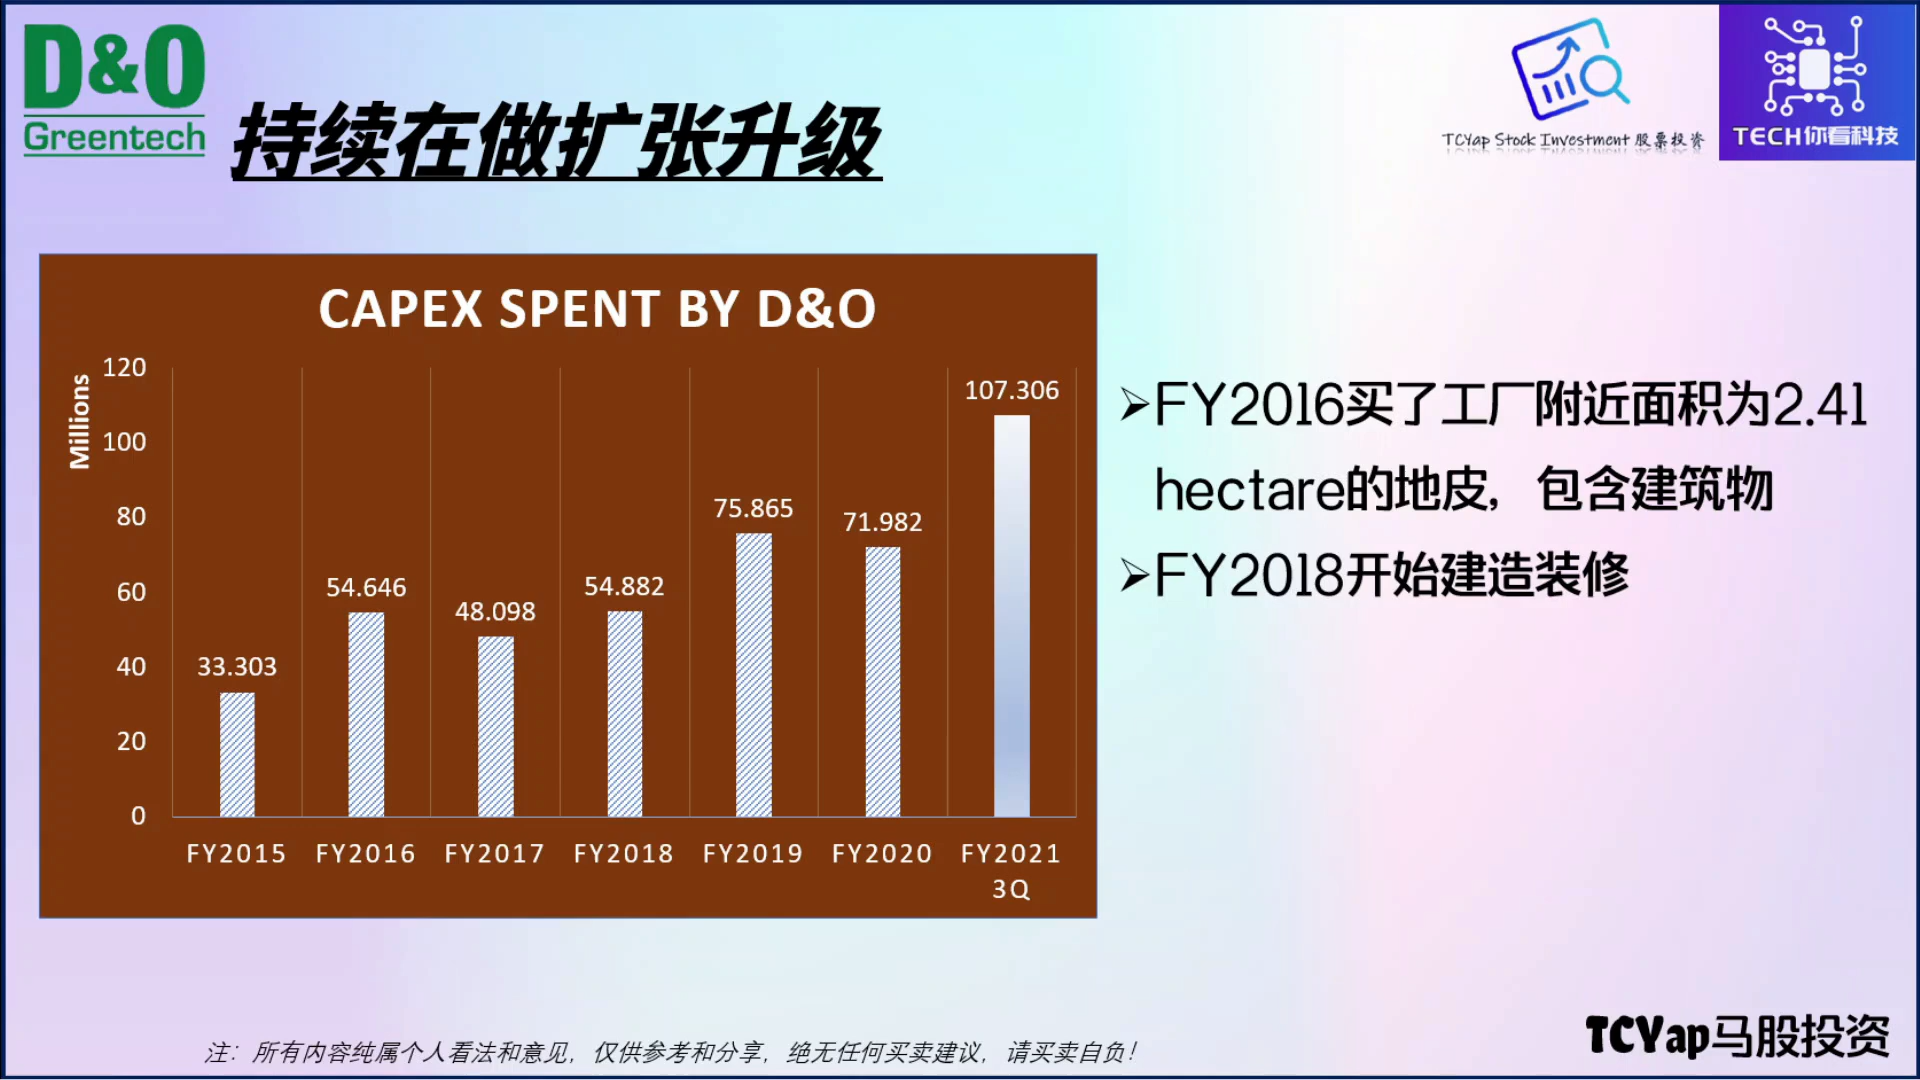 D&O
Greentech
持续在做扩张升级
TCYap Stock Investment 股票投资
TECH你看科技
CAPEX SPENT BY D&O
Millions
120
100
80
60
40
20
0
33.303
54.646
48.098
54.882
75.865
71.982
107.306
FY2015
FY2016
FY2017
FY2018
FY2019
FY2020
FY2021
3Q
➢FY2016买了工厂附近面积为2.41
hectare的地皮，包含建筑物
➢FY2018开始建造装修
注：所有内容纯属个人看法和意见，仅供参考和分享，绝无任何买卖建议，请买卖自负！
TCYap马股投资